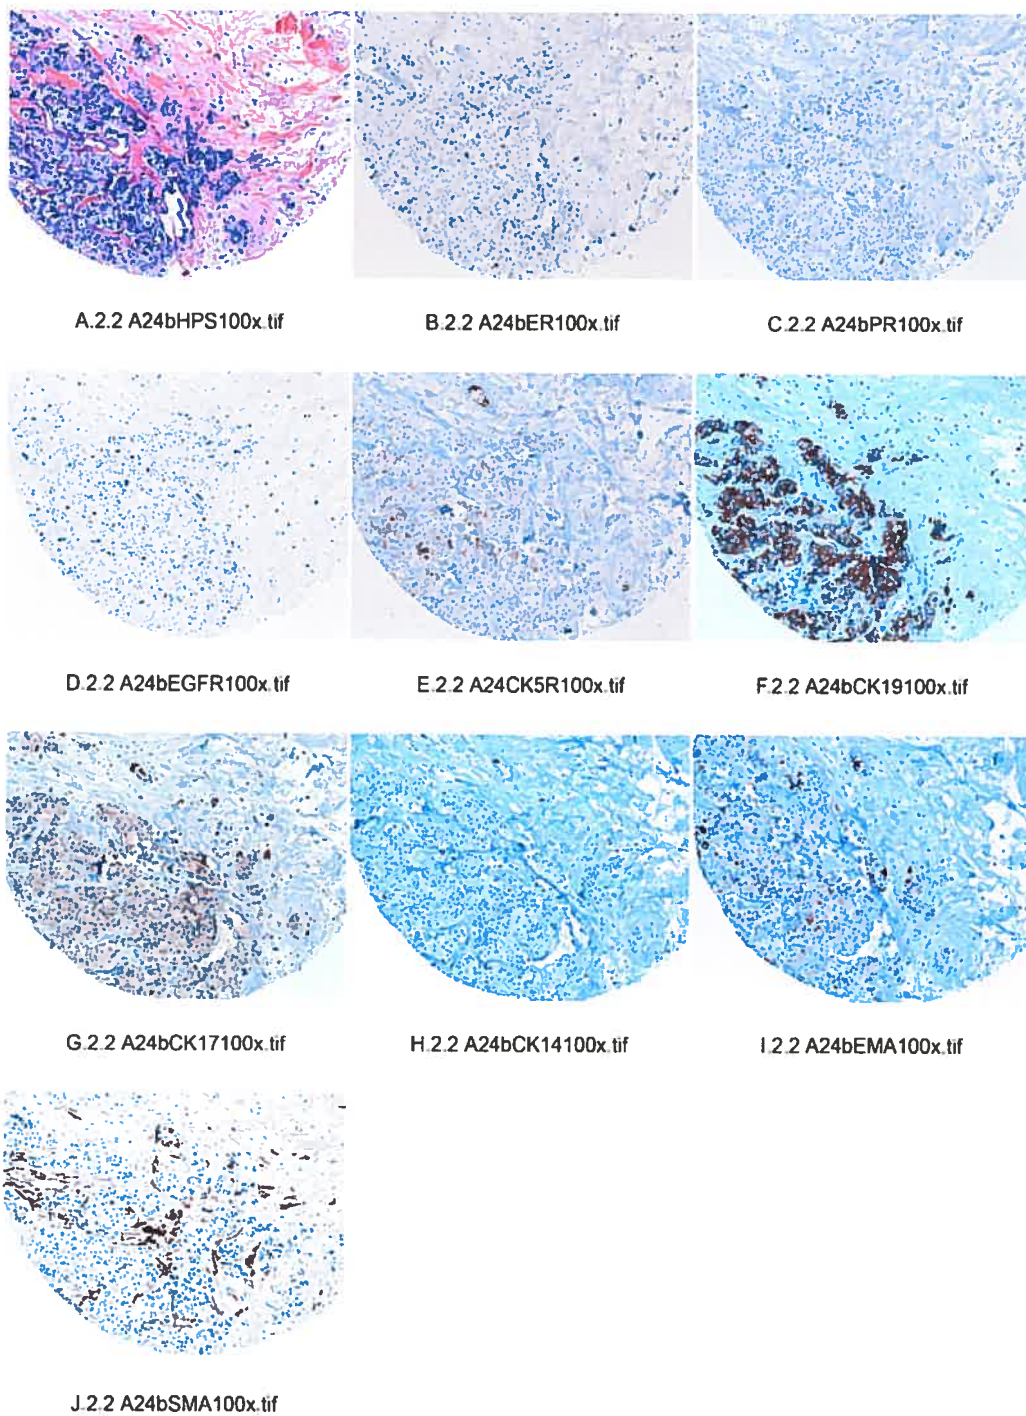 A.2.2 A24bHPS100x.tif
B.2.2 A24bER100x.tif
C.2.2 A24bPR100x.tif
D.2.2 A24bEGFR100x.tif
E.2.2 A24CK5R100x.tif
F.2.2 A24bCK19100x.tif
G.2.2 A24bCK17100x.tif
H.2.2 A24bCK14100x.tif
I.2.2 A24bEMA100x.tif
J.2.2 A24bSMA100x.tif